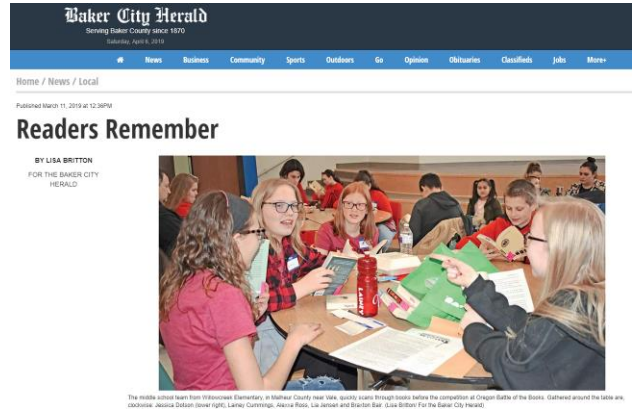 Baker City Herald
Serving Baker County since 1870
Saturday, April 6, 2019
News Business Community Sports Outdoors Go Opinion Obituaries Classifieds Jobs More+
Home / News / Local
Published March 11, 2019 at 12:36PM
Readers Remember
BY LISA BRITTON
FOR THE BAKER CITY
HERALD
The middle school team from Willowcreek Elementary, in Malheur County near Vale, quickly scans through books before the competition at Oregon Battle of the Books. Gathered around the table are,
clockwise: Jessica Dotson (lower right), Lainey Cummings, Alexia Ross, Lia Jensen and Braxton Bair. (Lisa Britton/ For the Baker City Herald)